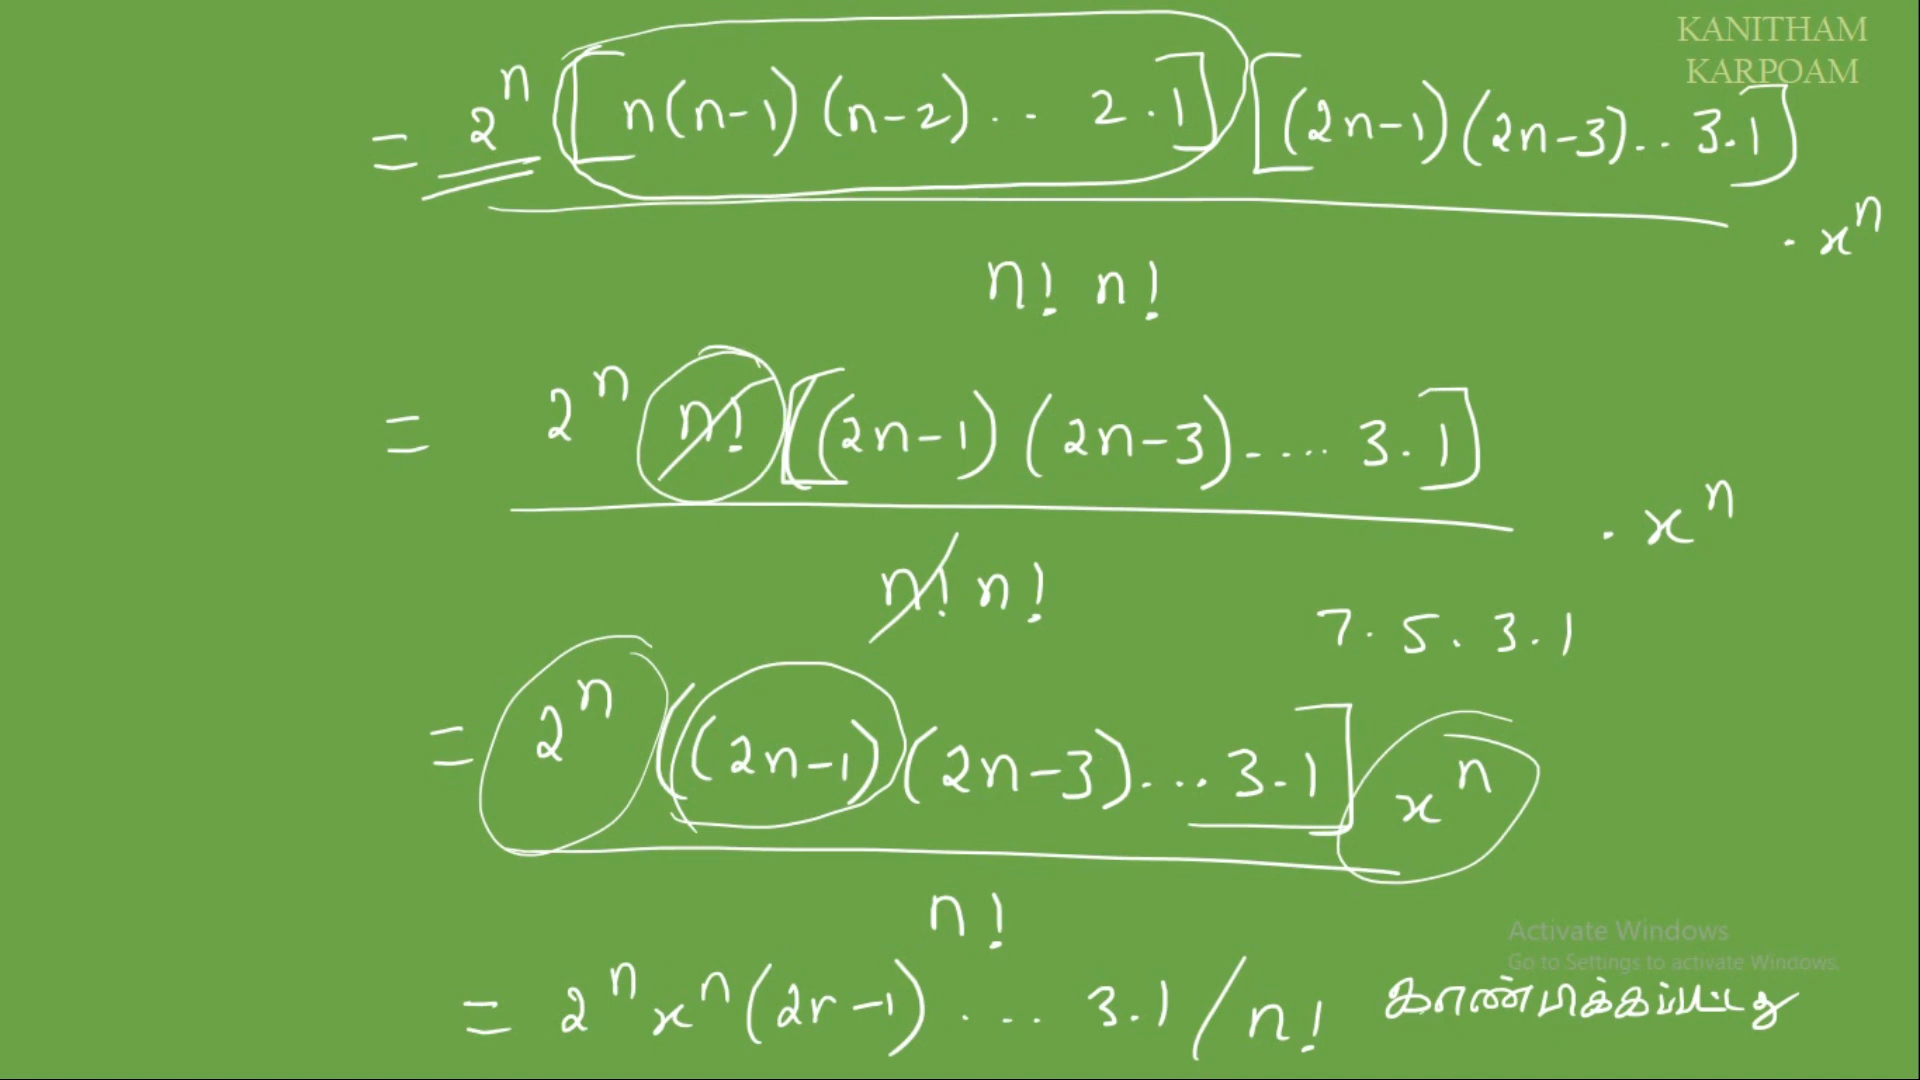 KANITHAM
KARPOAM
= 2^n [n(n-1)(n-2)... 2.1] [(2n-1)(2n-3)... 3.1]
. x^n
n! n!
= 2^n n! [(2n-1)(2n-3)..... 3.1]
. x^n
n! n!
7.5.3.1
= 2^n ((2n-1)(2n-3)....3.1] x^n
n!
Activate Windows
Go to Settings to activate Windows.
= 2^n x^n (2r-1).... 3.1/n! காண்பிக்கப்பட்டது